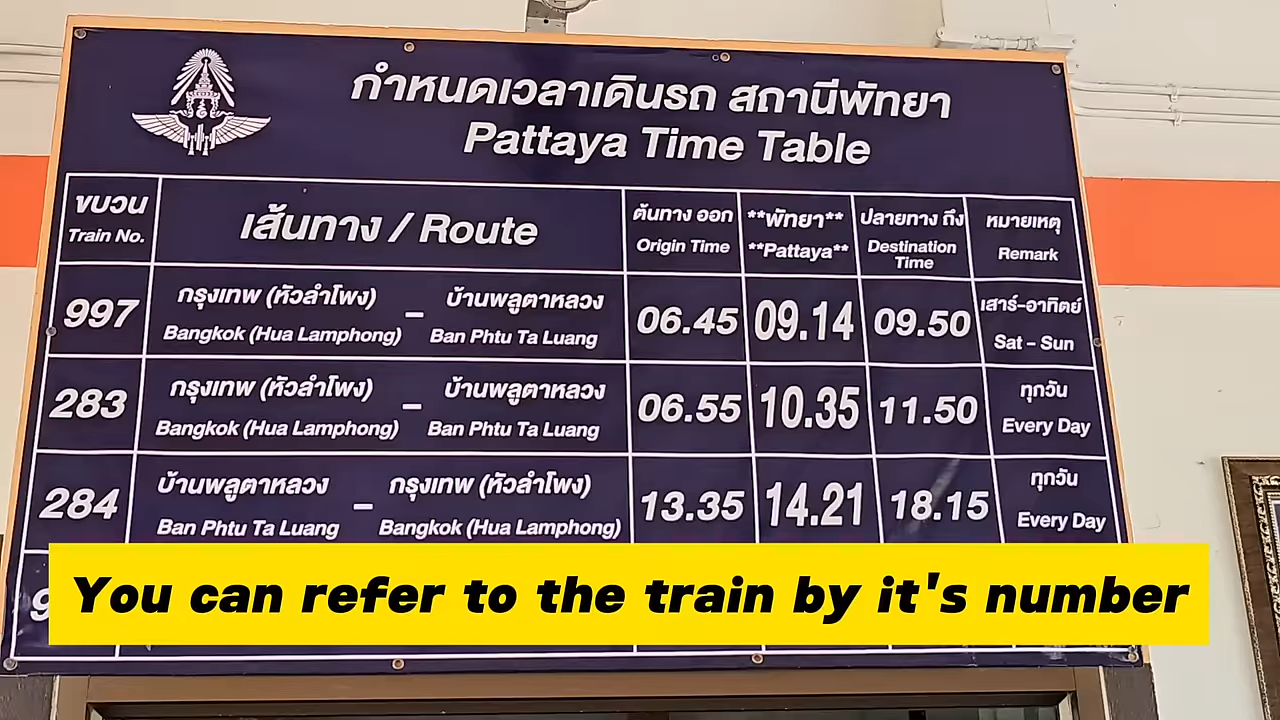 กำหนดเวลาเดินรถ สถานีพัทยา
Pattaya Time Table
ขบวน เส้นทาง / Route ต้นทาง ออก **พัทยา** ปลายทาง ถึง หมายเหตุ
Train No. Origin Time **Pattaya** Destination Time Remark
997 กรุงเทพ (หัวลำโพง) – บ้านพลูตาหลวง 06.45 09.14 09.50 เสาร์-อาทิตย์
Bangkok (Hua Lamphong) Ban Phtu Ta Luang Sat - Sun
283 กรุงเทพ (หัวลำโพง) – บ้านพลูตาหลวง 06.55 10.35 11.50 ทุกวัน
Bangkok (Hua Lamphong) Ban Phtu Ta Luang Every Day
284 บ้านพลูตาหลวง – กรุงเทพ (หัวลำโพง) 13.35 14.21 18.15 ทุกวัน
Ban Phtu Ta Luang Bangkok (Hua Lamphong) Every Day
You can refer to the train by it's number